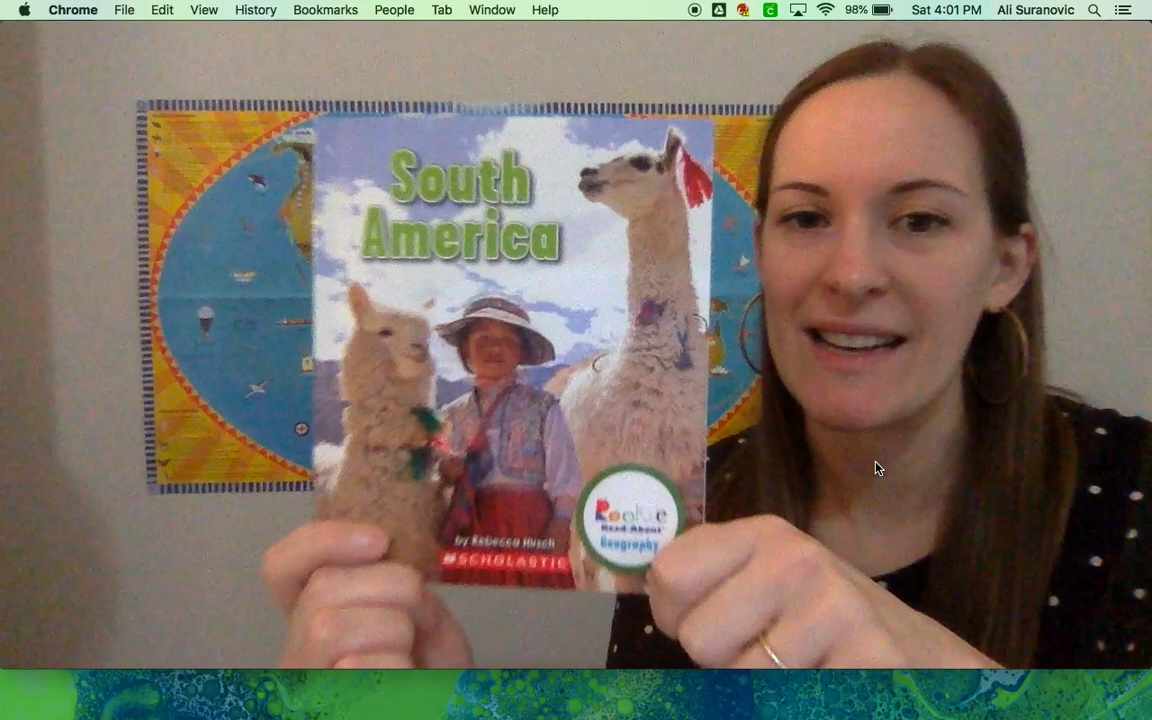 Chrome File Edit View History Bookmarks People Tab Window Help 98% Sat 4:01 PM Ali Suranovic
South
America
Rookie
Read-About
Geography
by Rebecca Hirsch
SCHOLASTIC